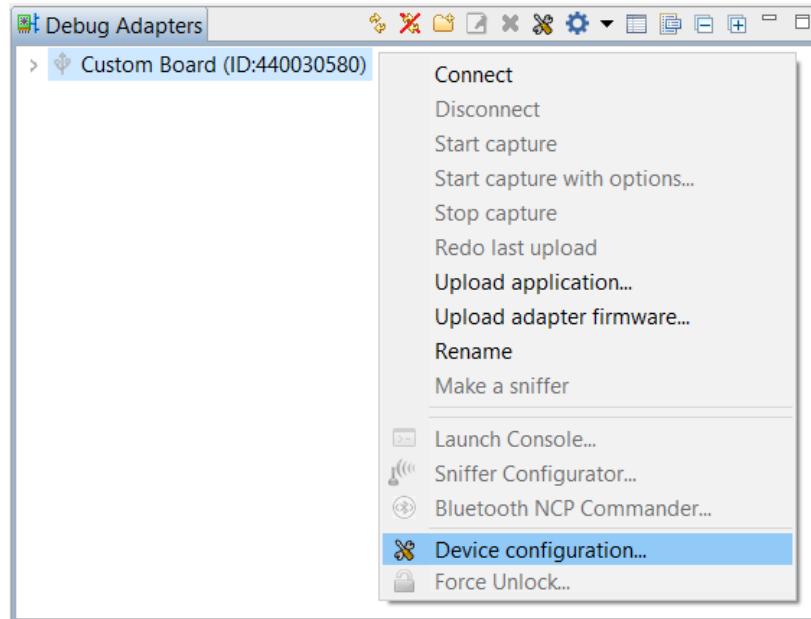 Debug Adapters
Custom Board (ID:440030580)
Connect
Disconnect
Start capture
Start capture with options...
Stop capture
Redo last upload
Upload application...
Upload adapter firmware...
Rename
Make a sniffer
Launch Console...
Sniffer Configurator...
Bluetooth NCP Commander...
Device configuration...
Force Unlock...